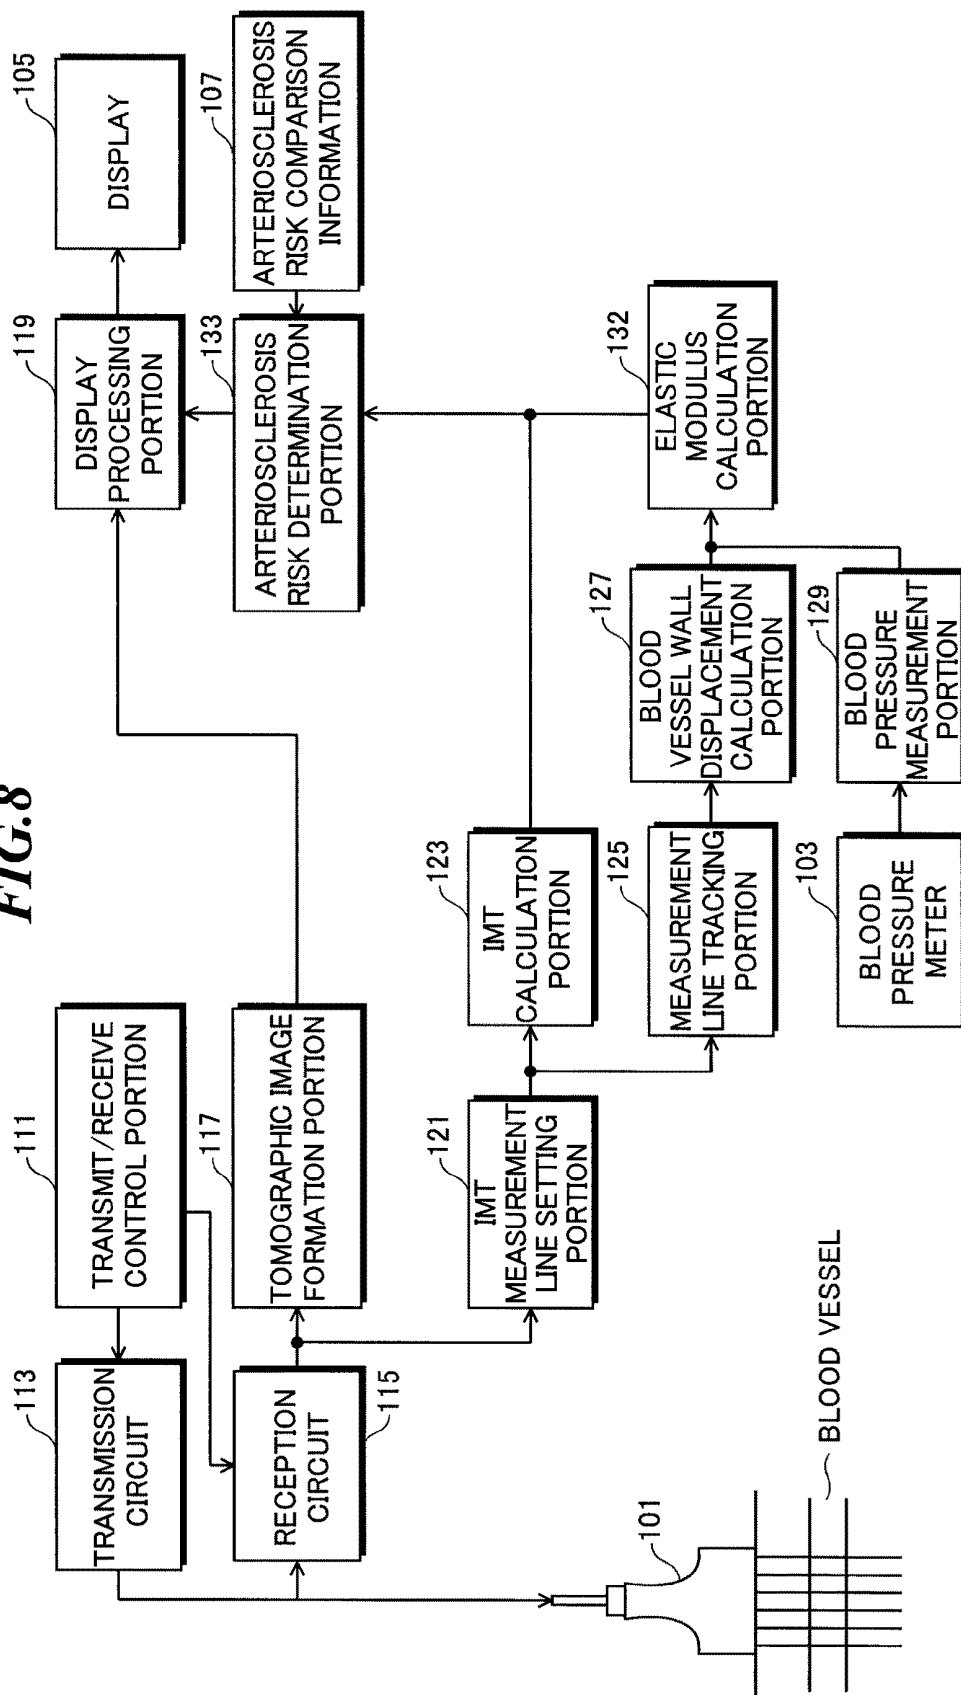 FIG.8
111
TRANSMIT/RECEIVE
CONTROL PORTION
113
TRANSMISSION
CIRCUIT
119
DISPLAY
PROCESSING
PORTION
105
DISPLAY
115
RECEPTION
CIRCUIT
117
TOMOGRAPHIC IMAGE
FORMATION PORTION
133
ARTERIOSCLEROSIS
RISK DETERMINATION
PORTION
107
ARTERIOSCLEROSIS
RISK COMPARISON
INFORMATION
121
IMT
MEASUREMENT
LINE SETTING
PORTION
123
IMT
CALCULATION
PORTION
125
MEASUREMENT
LINE TRACKING
PORTION
127
BLOOD
VESSEL WALL
DISPLACEMENT
CALCULATION
PORTION
132
ELASTIC
MODULUS
CALCULATION
PORTION
101
BLOOD VESSEL
103
BLOOD
PRESSURE
METER
129
BLOOD
PRESSURE
MEASUREMENT
PORTION